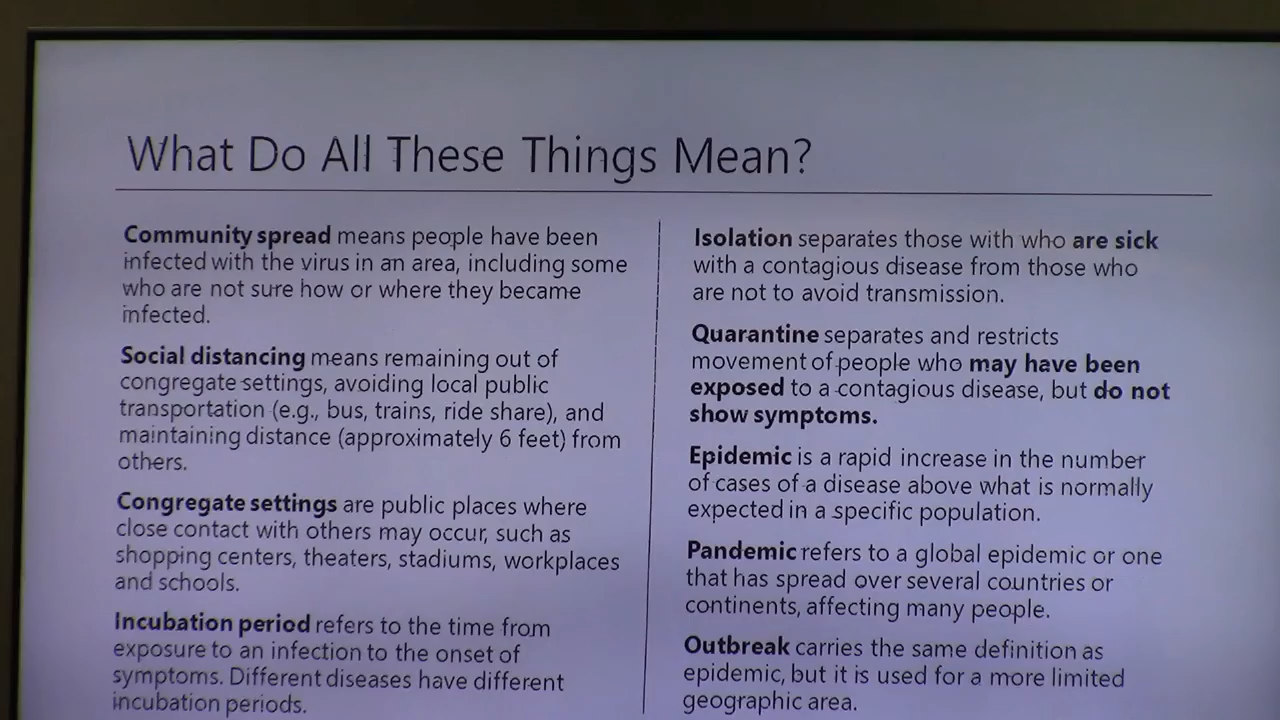 What Do All These Things Mean?
Community spread means people have been
infected with the virus in an area, including some
who are not sure how or where they became
infected.
Social distancing means remaining out of
congregate settings, avoiding local public
transportation (e.g., bus, trains, ride share), and
maintaining distance (approximately 6 feet) from
others.
Congregate settings are public places where
close contact with others may occur, such as
shopping centers, theaters, stadiums, workplaces
and schools.
Incubation period refers to the time from
exposure to an infection to the onset of
symptoms. Different diseases have different
incubation periods.
Isolation separates those with who are sick
with a contagious disease from those who
are not to avoid transmission.
Quarantine separates and restricts
movement of people who may have been
exposed to a contagious disease, but do not
show symptoms.
Epidemic is a rapid increase in the number
of cases of a disease above what is normally
expected in a specific population.
Pandemic refers to a global epidemic or one
that has spread over several countries or
continents, affecting many people.
Outbreak carries the same definition as
epidemic, but it is used for a more limited
geographic area.